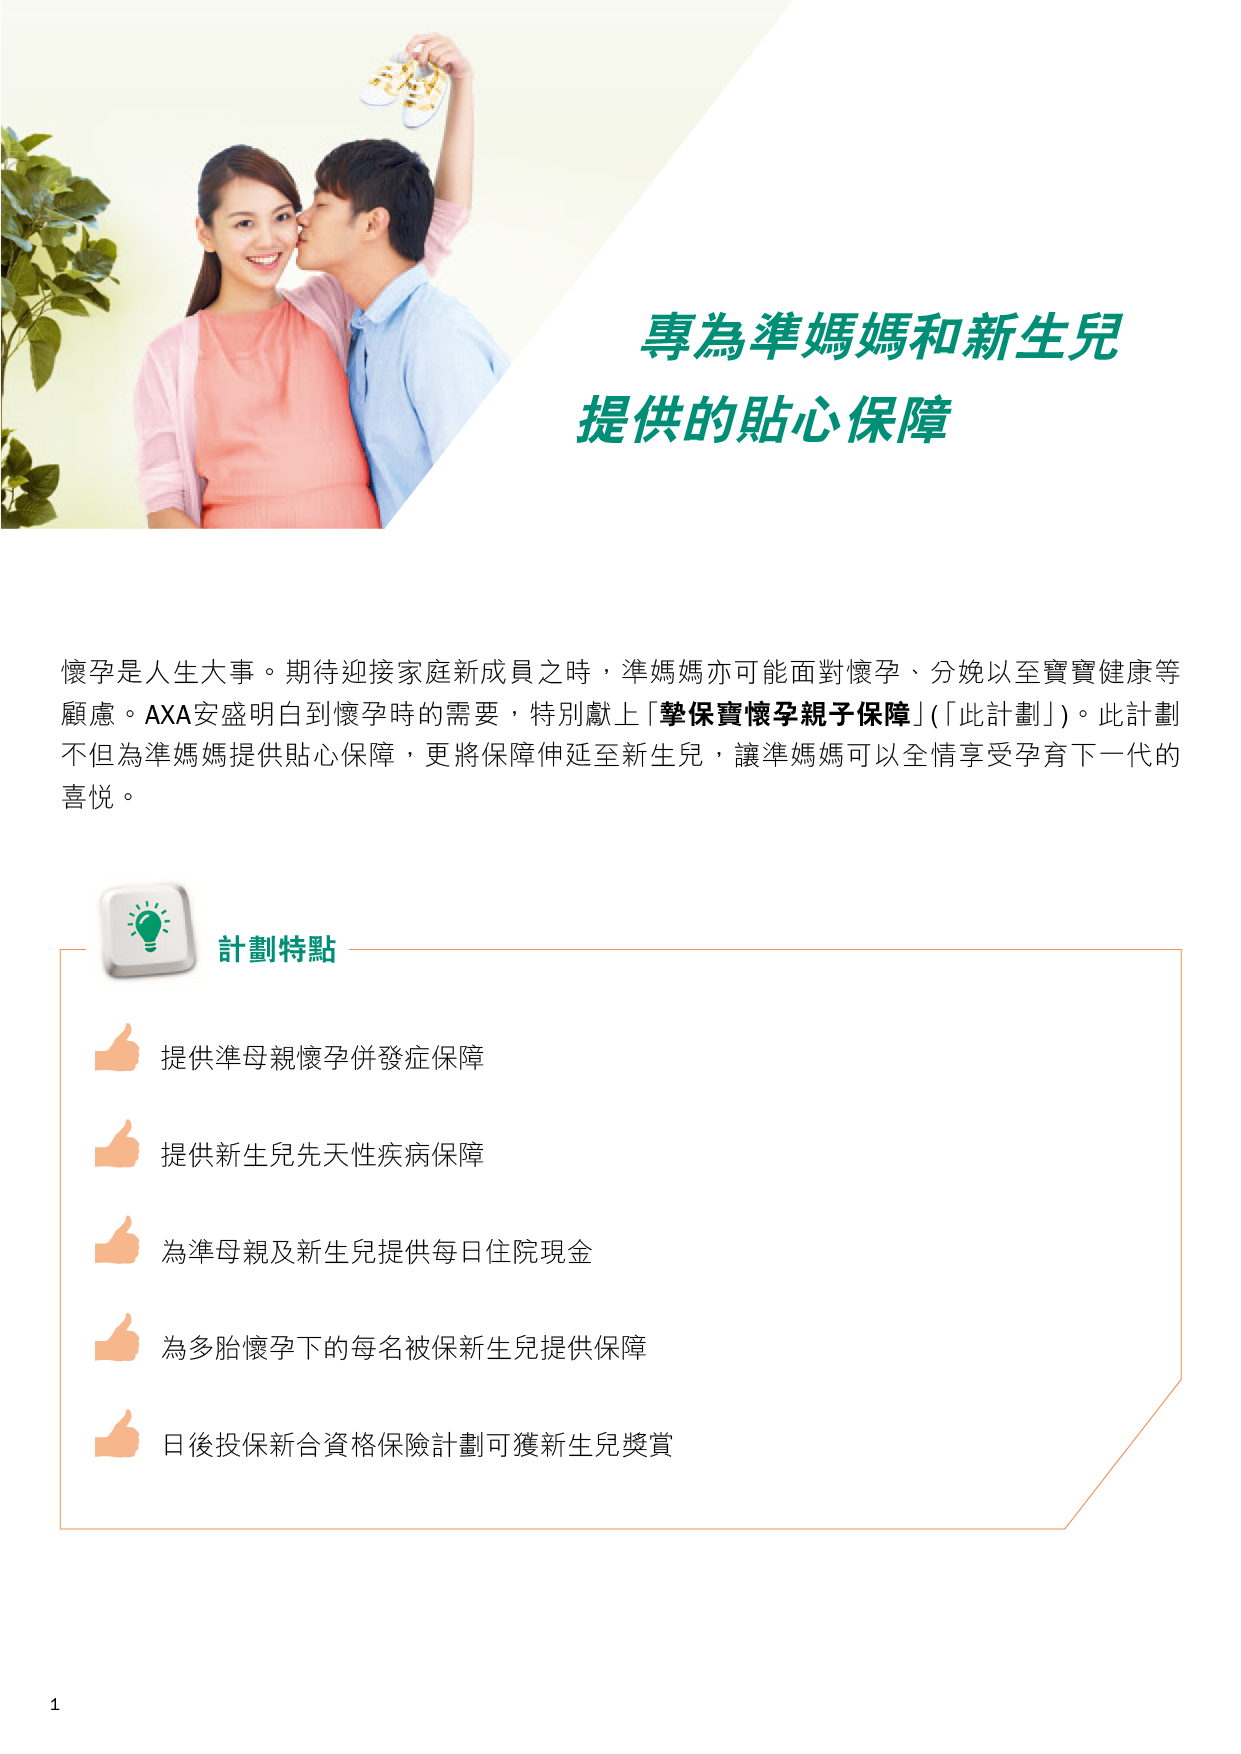 專為準媽媽和新生兒
提供的貼心保障
懷孕是人生大事。期待迎接家庭新成員之時，準媽媽亦可能面對懷孕、分娩以至寶寶健康等
顧慮。AXA安盛明白到懷孕時的需要，特別獻上「摯保寶懷孕親子保障」(「此計劃」)。此計劃
不但為準媽媽提供貼心保障，更將保障伸延至新生兒，讓準媽媽可以全情享受孕育下一代的
喜悦。
計劃特點
提供準母親懷孕併發症保障
提供新生兒先天性疾病保障
為準母親及新生兒提供每日住院現金
為多胎懷孕下的每名被保新生兒提供保障
日後投保新合資格保險計劃可獲新生兒獎賞
1